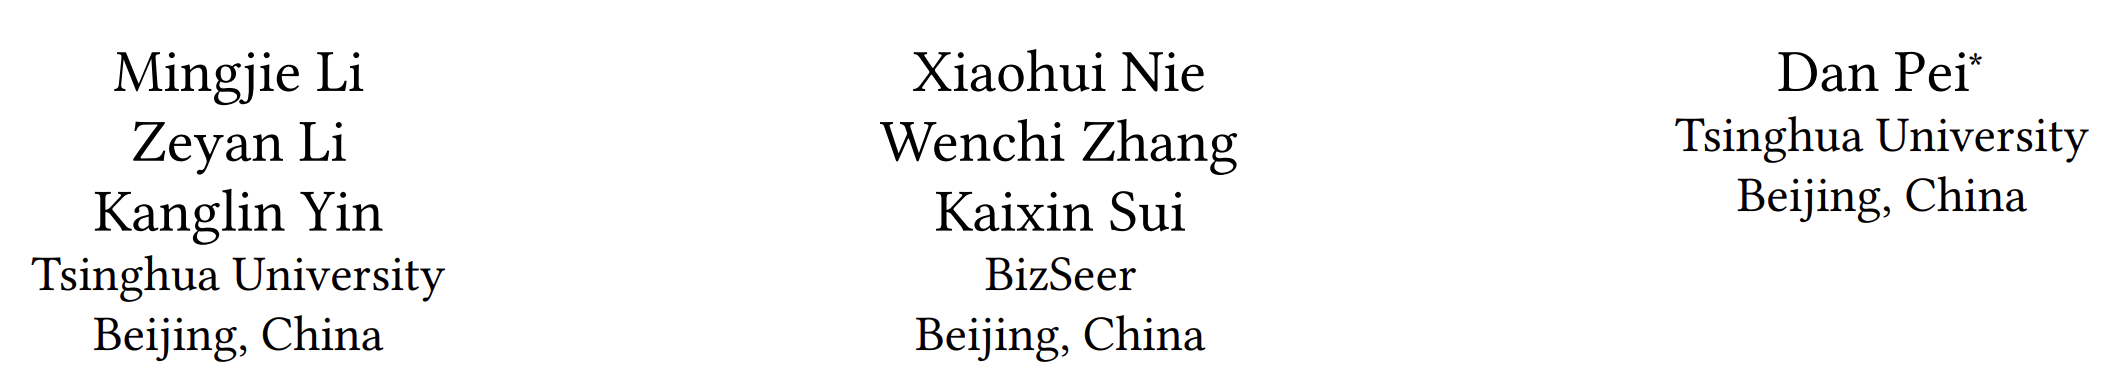 Mingjie Li
Zeyan Li
Kanglin Yin
Tsinghua University
Beijing, China
Xiaohui Nie
Wenchi Zhang
Kaixin Sui
BizSeer
Beijing, China
Dan Pei*
Tsinghua University
Beijing, China